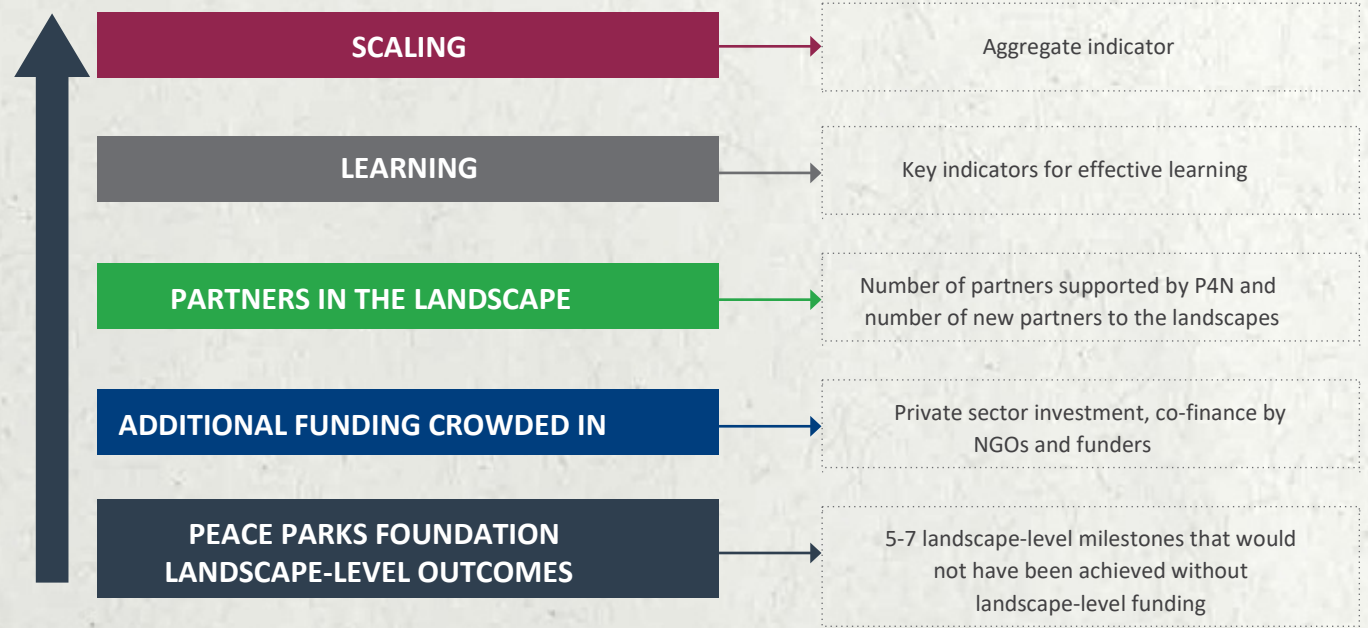 SCALING
Aggregate indicator
LEARNING
Key indicators for effective learning
PARTNERS IN THE LANDSCAPE
Number of partners supported by P4N and
number of new partners to the landscapes
ADDITIONAL FUNDING CROWDED IN
Private sector investment, co-finance by
NGOs and funders
PEACE PARKS FOUNDATION
LANDSCAPE-LEVEL OUTCOMES
5-7 landscape-level milestones that would
not have been achieved without
landscape-level funding